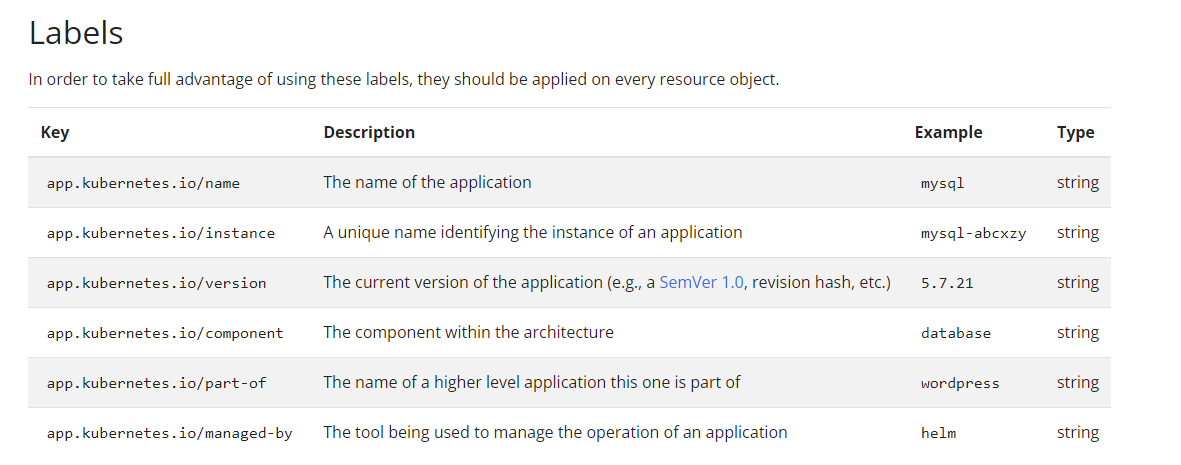 Labels
In order to take full advantage of using these labels, they should be applied on every resource object.
Key Description Example Type
app.kubernetes.io/name The name of the application mysql string
app.kubernetes.io/instance A unique name identifying the instance of an application mysql-abcxzy string
app.kubernetes.io/version The current version of the application (e.g., a SemVer 1.0, revision hash, etc.) 5.7.21 string
app.kubernetes.io/component The component within the architecture database string
app.kubernetes.io/part-of The name of a higher level application this one is part of wordpress string
app.kubernetes.io/managed-by The tool being used to manage the operation of an application helm string